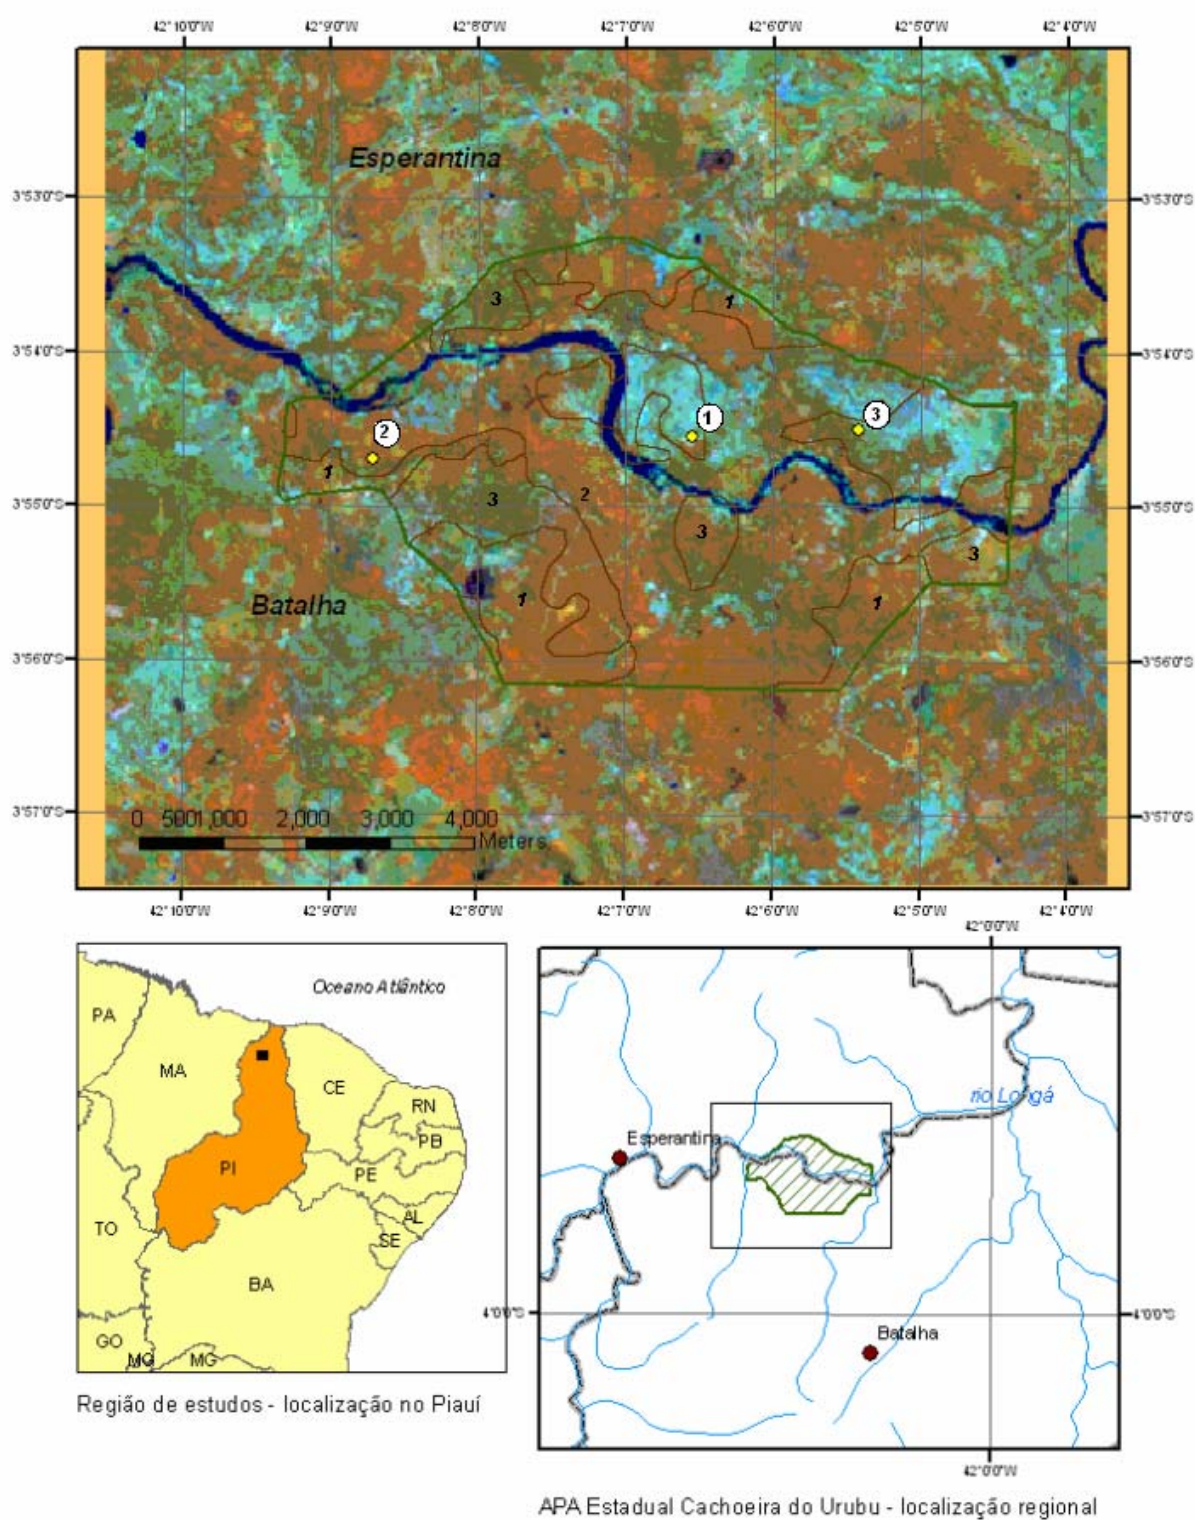 42°10'0"W 42°9'0"W 42°8'0"W 42°7'0"W 42°6'0"W 42°5'0"W 42°4'0"W
Esperantina
3°53'0"S 3°53'0"S
3 1
3°54'0"S 3°54'0"S
1 3
2
1 3 2
3°55'0"S 3°55'0"S
3
3
Batalha 1 1
3°56'0"S 3°56'0"S
3°57'0"S 3°57'0"S
0 5001,000 2,000 3,000 4,000
Meters
42°10'0"W 42°9'0"W 42°8'0"W 42°7'0"W 42°6'0"W 42°5'0"W 42°4'0"W
Oceano Atlântico
PA
MA
CE
RN
PB
PI
PE
TO
AL
SE
BA
GO
MG
MG
Região de estudos - localização no Piauí
42°0'0"W
rio Longá
Esperantina
4°0'0"S 4°0'0"S
Batalha
42°0'0"W
APA Estadual Cachoeira do Urubu - localização regional